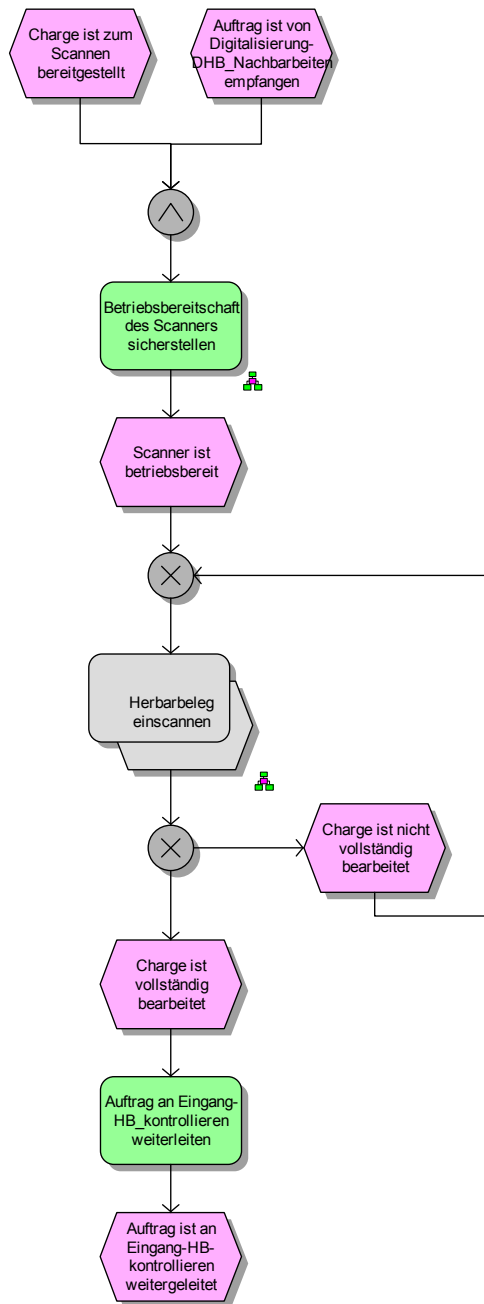 Charge ist zum
Scannen
bereitgestellt
Auftrag ist von
Digitalisierung-
DHB_Nachbarbeiten
empfangen
Betriebsbereitschaft
des Scanners
sicherstellen
Scanner ist
betriebsbereit
Herbarbeleg
einscannen
Charge ist nicht
vollständig
bearbeitet
Charge ist
vollständig
bearbeitet
Auftrag an Eingang-
HB_kontrollieren
weiterleiten
Auftrag ist an
Eingang-HB-
kontrollieren
weitergeleitet